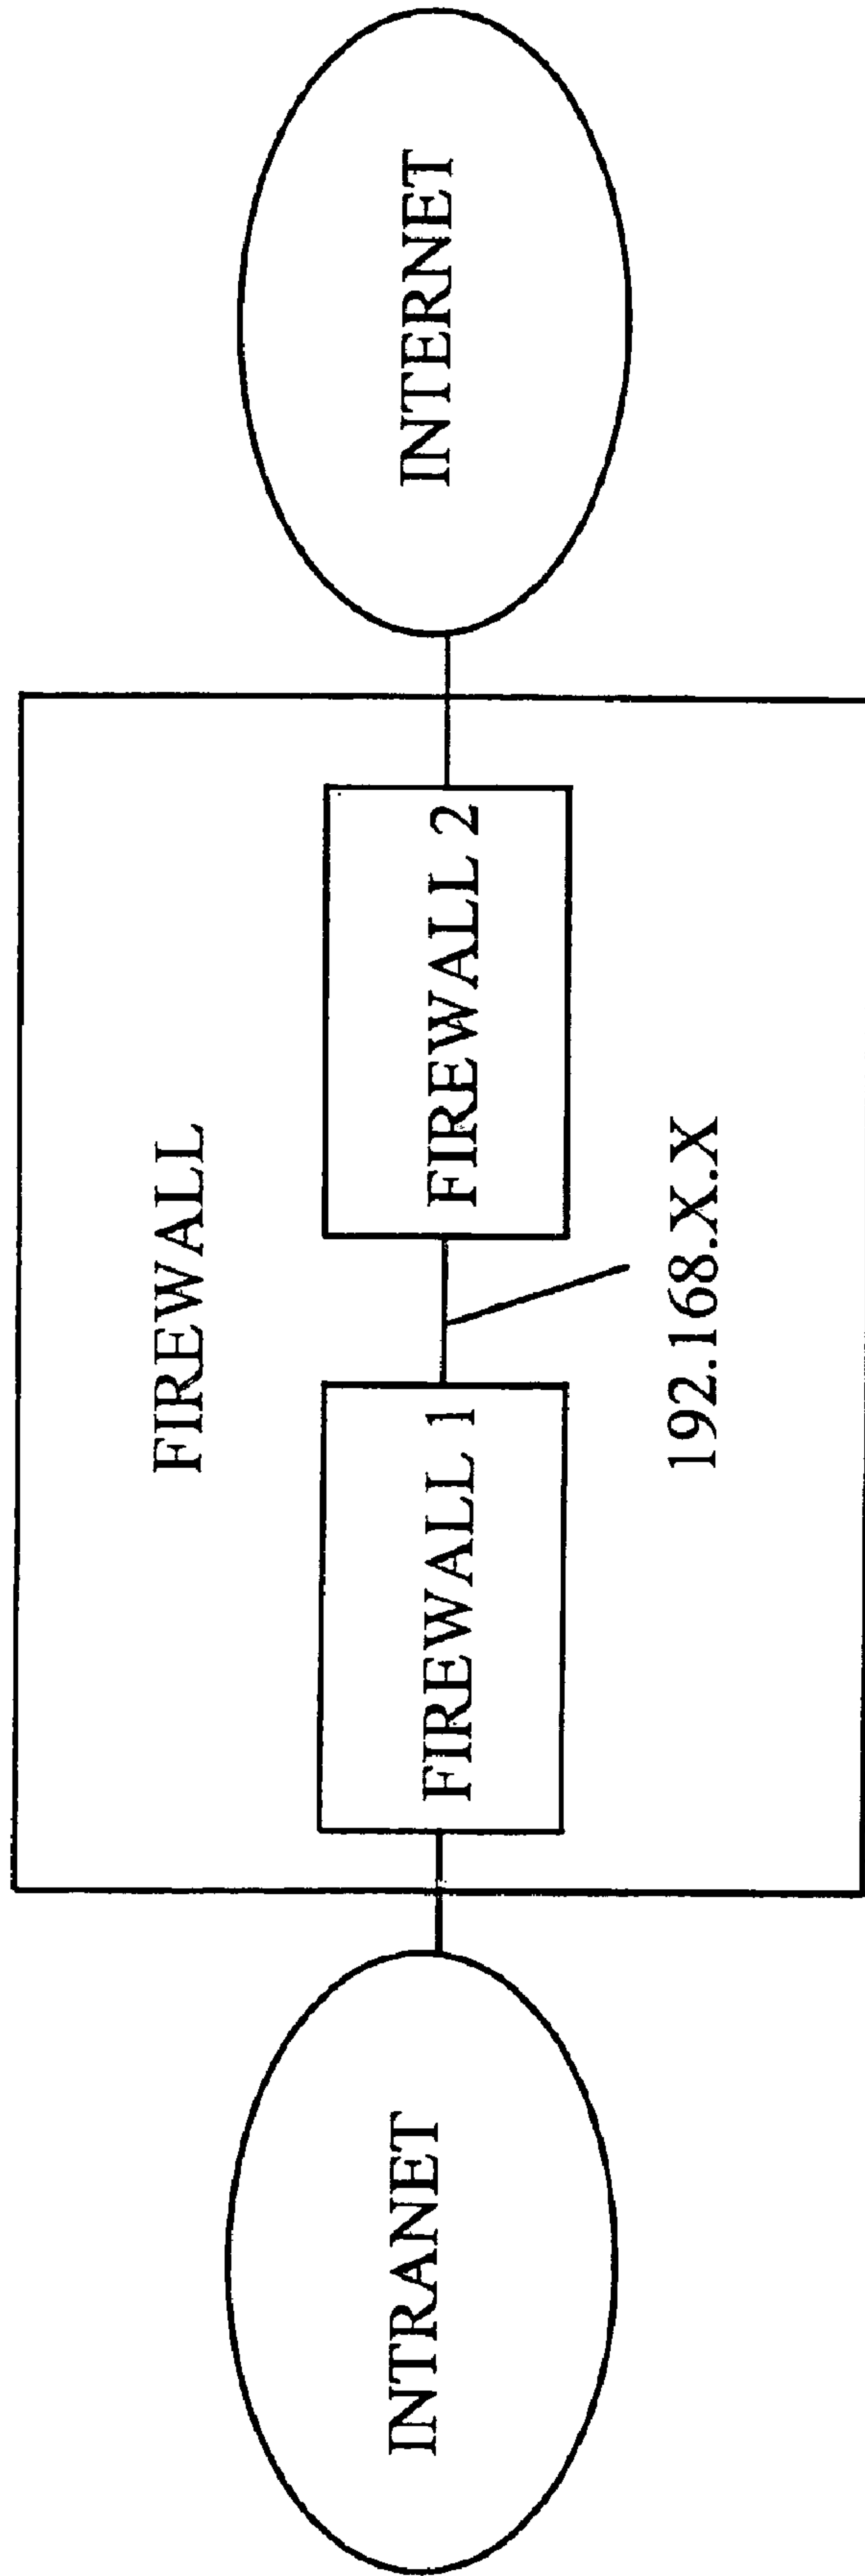 FIREWALL
INTRANET
FIREWALL 1
FIREWALL 2
INTERNET
192.168.X.X